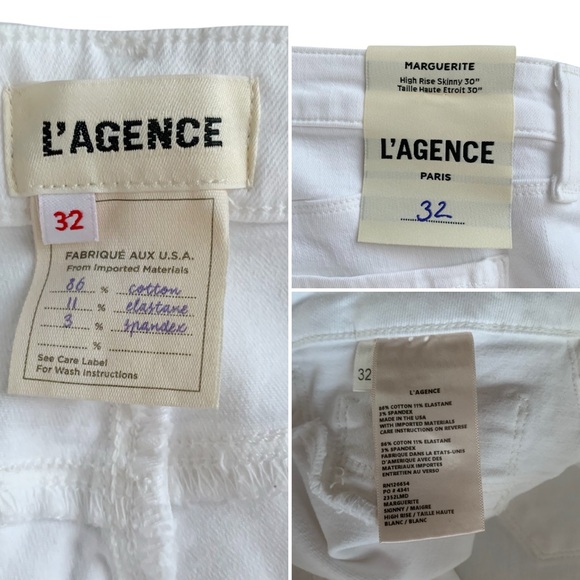 L'AGENCE
32
FABRIQUÉ AUX U.S.A.
From Imported Materials
86 % cotton
11 % elastane
3 % spandex
%
See Care Label
For Wash Instructions
MARGUERITE
High Rise Skinny 30"
Taille Haute Etroit 30"
L'AGENCE
PARIS
32
32
L'AGENCE
86% COTTON 11% ELASTANE
3% SPANDEX
MADE IN THE USA
WITH IMPORTED MATERIALS
CARE INSTRUCTIONS ON REVERSE
86% COTON 11% ELASTANE
3% SPANDEX
FABRIQUE DANS LA ETATS-UNIS
D'AMERIQUE AVEC DES
MATERIAUX IMPORTES
ENTRETIEN AU VERSO
PO # 4341
2352LMD
MARGUERITE
SKINNY / MAIGRE
HIGH RISE / TAILLE HAUTE
BLANC / BLANC